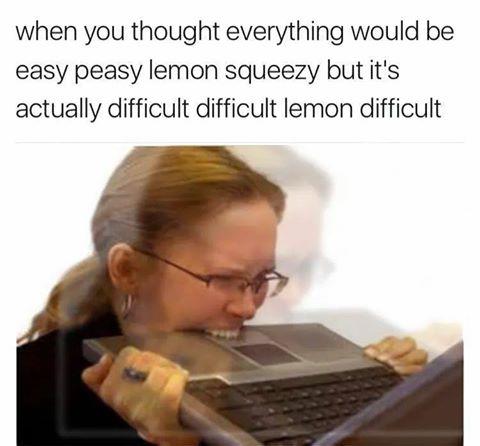 when you thought everything would be
easy peasy lemon squeezy but it's
actually difficult difficult lemon difficult